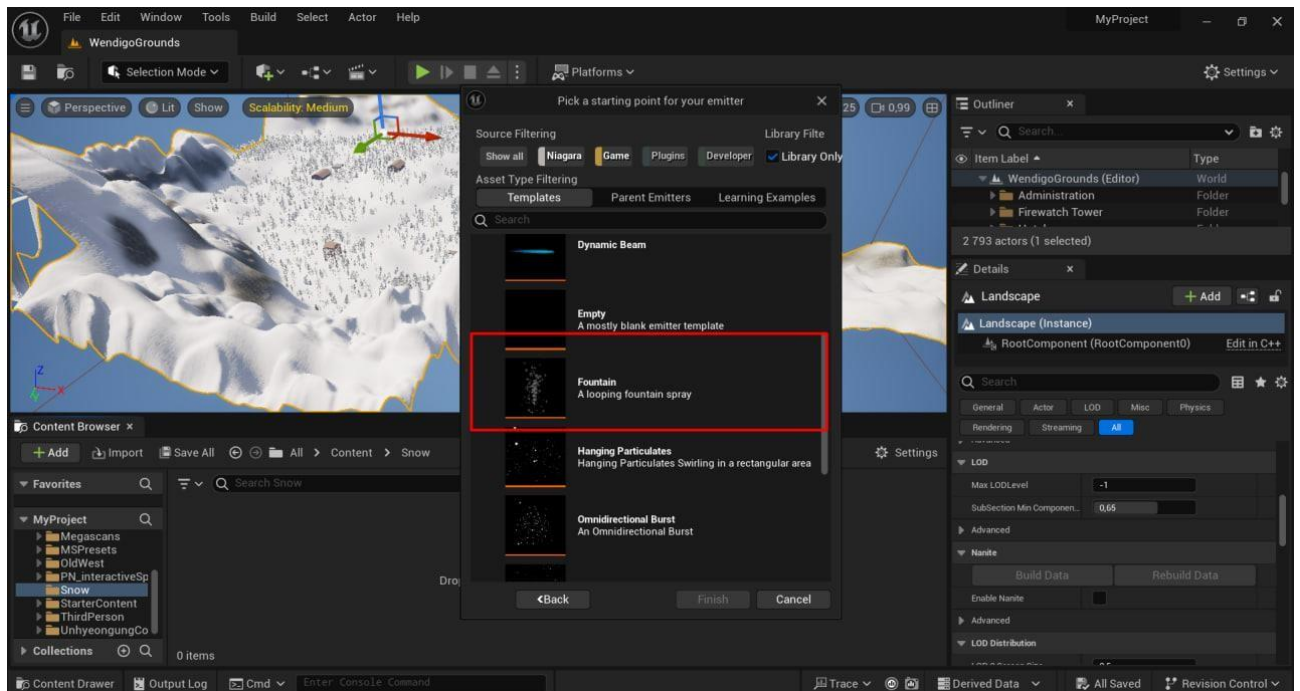 File Edit Window Tools Build Select Actor Help
MyProject
WendigoGrounds
Selection Mode
Platforms
Settings
Perspective Lit Show Scalability: Medium
25 0,99
Pick a starting point for your emitter
Source Filtering
Library Filte
Show all Niagara Game Plugins Developer Library Only
Asset Type Filtering
Templates Parent Emitters Learning Examples
Search
Dynamic Beam
Empty
A mostly blank emitter template
Fountain
A looping fountain spray
Hanging Particulates
Hanging Particulates Swirling in a rectangular area
Omnidirectional Burst
An Omnidirectional Burst
Back Finish Cancel
Outliner
Search...
Item Label Type
WendigoGrounds (Editor) World
Administration Folder
Firewatch Tower Folder
2 793 actors (1 selected)
Details
Landscape
Add
Landscape (Instance)
RootComponent (RootComponent0) Edit in C++
Search
General Actor LOD Misc Physics
Rendering Streaming All
Advanced
LOD
Max LODLevel -1
SubSection Min Componen... 0,65
Advanced
Nanite
Build Data Rebuild Data
Enable Nanite
Advanced
LOD Distribution
Z
Content Browser
Add Import Save All All Content Snow
Settings
Favorites
Search Snow
MyProject
Megascans
MSPresets
OldWest
PN_interactiveSp
Snow
StarterContent
ThirdPerson
UnhyeongungCo
Dro
Collections
0 items
Content Drawer Output Log Cmd Enter Console Command
Trace Derived Data All Saved Revision Control